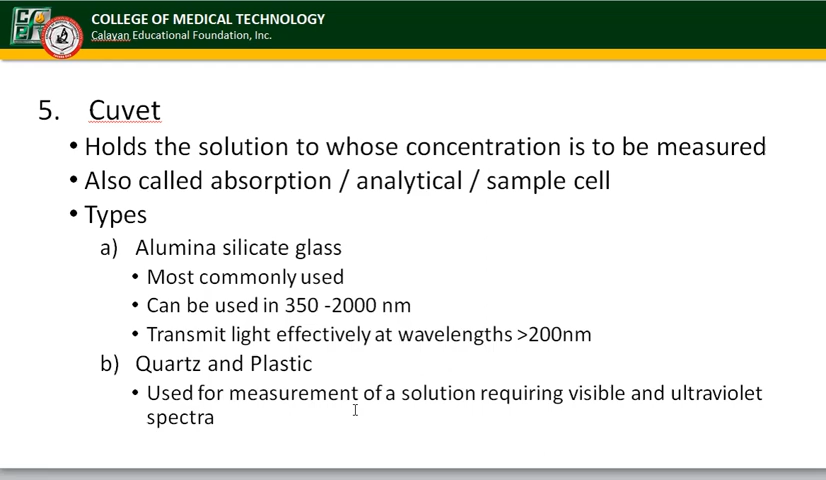 COLLEGE OF MEDICAL TECHNOLOGY
Calayan Educational Foundation, Inc.
5. Cuvet
• Holds the solution to whose concentration is to be measured
• Also called absorption / analytical / sample cell
• Types
a) Alumina silicate glass
• Most commonly used
• Can be used in 350 -2000 nm
• Transmit light effectively at wavelengths >200nm
b) Quartz and Plastic
• Used for measurement of a solution requiring visible and ultraviolet
spectra